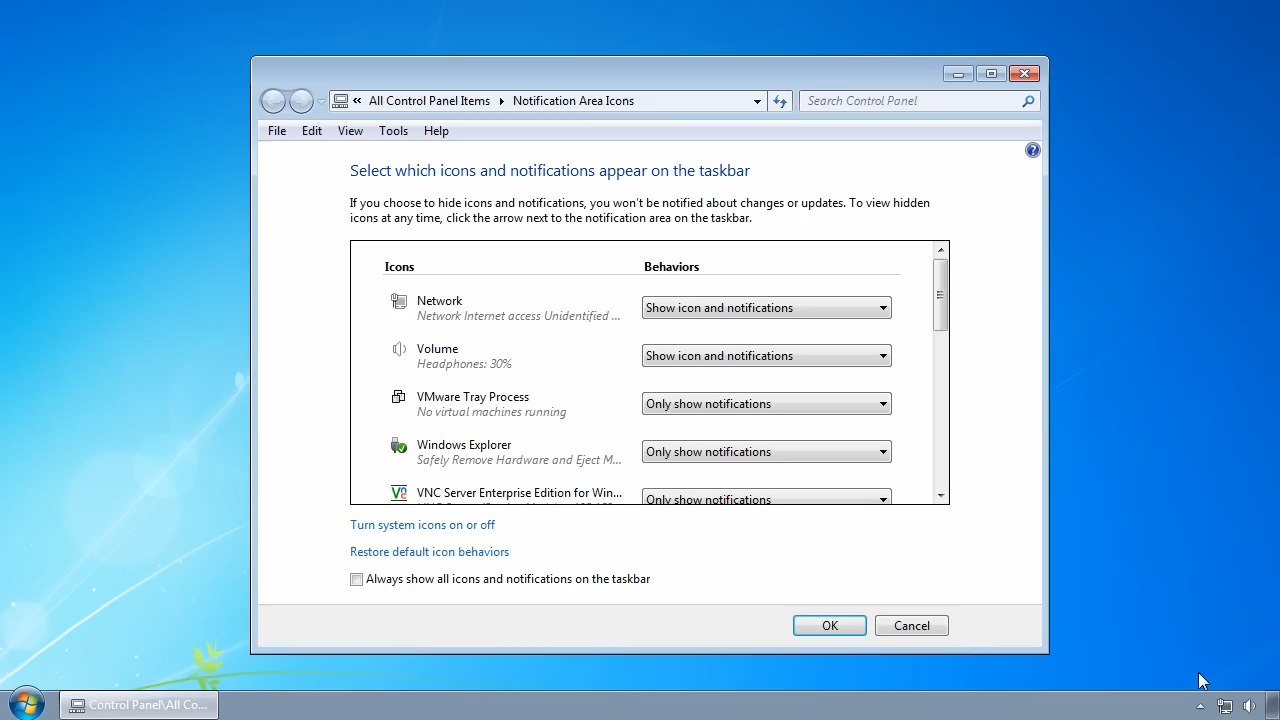 All Control Panel Items
Notification Area Icons
Search Control Panel
File Edit View Tools Help
Select which icons and notifications appear on the taskbar
If you choose to hide icons and notifications, you won't be notified about changes or updates. To view hidden
icons at any time, click the arrow next to the notification area on the taskbar.
Icons Behaviors
Network
Network Internet access Unidentified ...
Show icon and notifications
Volume
Headphones: 30%
Show icon and notifications
VMware Tray Process
No virtual machines running
Only show notifications
Windows Explorer
Safely Remove Hardware and Eject M...
Only show notifications
VNC Server Enterprise Edition for Win...
Only show notifications
Turn system icons on or off
Restore default icon behaviors
Always show all icons and notifications on the taskbar
OK Cancel
Control Panel\All Co...